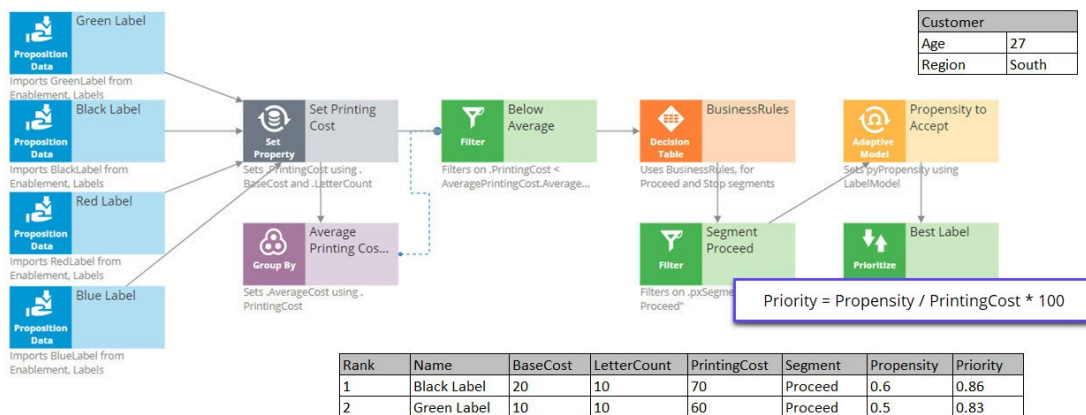 Green Label
Proposition
Data
Imports GreenLabel from
Enablement, Labels
Black Label
Proposition
Data
Imports BlackLabel from
Enablement, Labels
Red Label
Proposition
Data
Imports RedLabel from
Enablement, Labels
Blue Label
Proposition
Data
Imports BlueLabel from
Enablement, Labels
Set Printing
Cost
Set
Property
Sets .PrintingCost using .
BaseCost and .LetterCount
Average
Printing Cos...
Group By
Sets .AverageCost using .
PrintingCost
Below
Average
Filter
Filters on .PrintingCost <
AveragePrintingCost.Average...
BusinessRules
Decision
Table
Uses BusinessRules, for
Proceed and Stop segments
Segment
Proceed
Filter
Filters on .pxSegment
Proceed"
Propensity to
Accept
Adaptive
Model
Sets pyPropensity using
LabelModel
Best Label
Prioritize
Priority = Propensity / PrintingCost * 100
Customer
Age 27
Region South
Rank Name BaseCost LetterCount PrintingCost Segment Propensity Priority
1 Black Label 20 10 70 Proceed 0.6 0.86
2 Green Label 10 10 60 Proceed 0.5 0.83